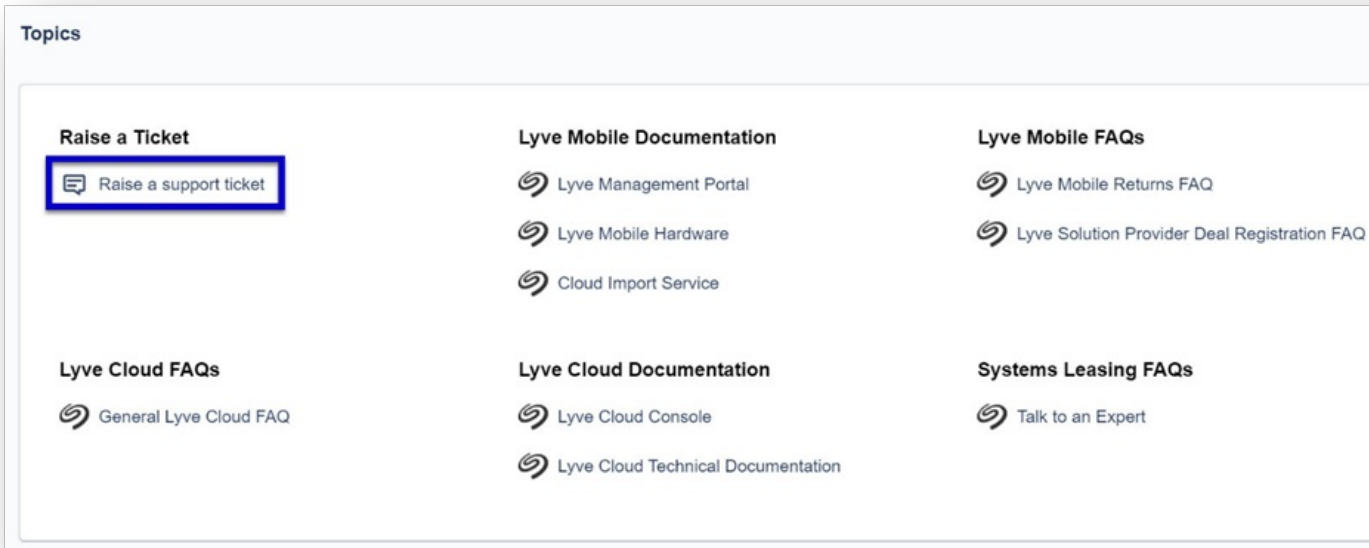 Topics
Raise a Ticket
Raise a support ticket
Lyve Mobile Documentation
Lyve Management Portal
Lyve Mobile Hardware
Cloud Import Service
Lyve Mobile FAQs
Lyve Mobile Returns FAQ
Lyve Solution Provider Deal Registration FAQ
Lyve Cloud FAQs
General Lyve Cloud FAQ
Lyve Cloud Documentation
Lyve Cloud Console
Lyve Cloud Technical Documentation
Systems Leasing FAQs
Talk to an Expert